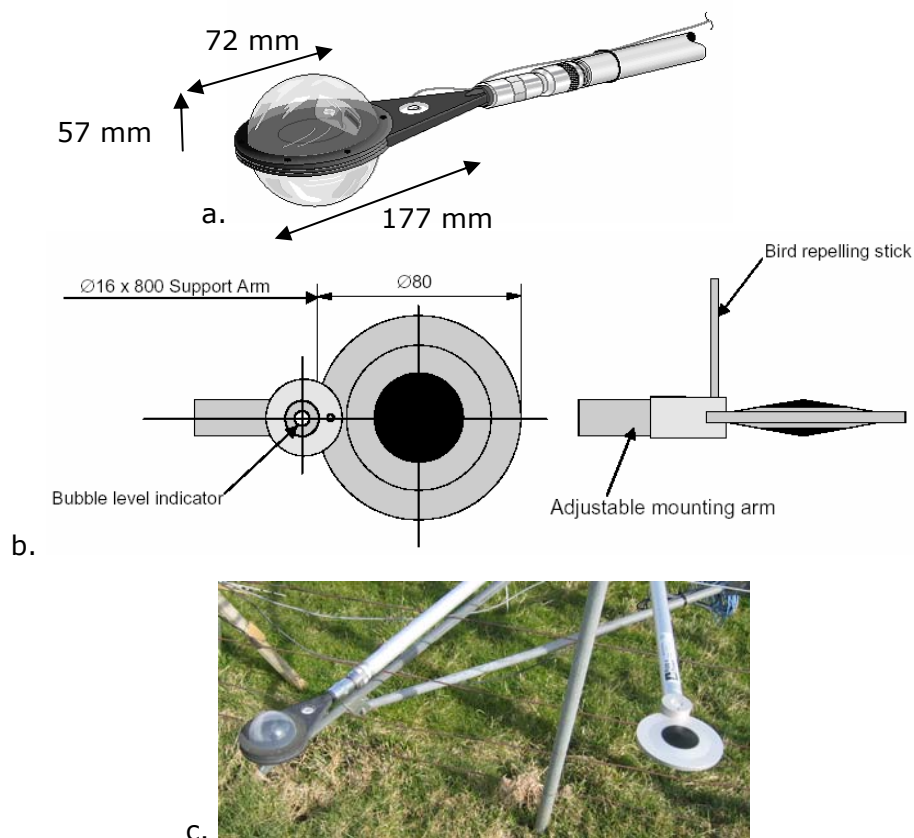 72 mm
57 mm
177 mm
a.
Bird repelling stick
∅16 x 800 Support Arm
∅80
Bubble level indicator
Adjustable mounting arm
b.
c.